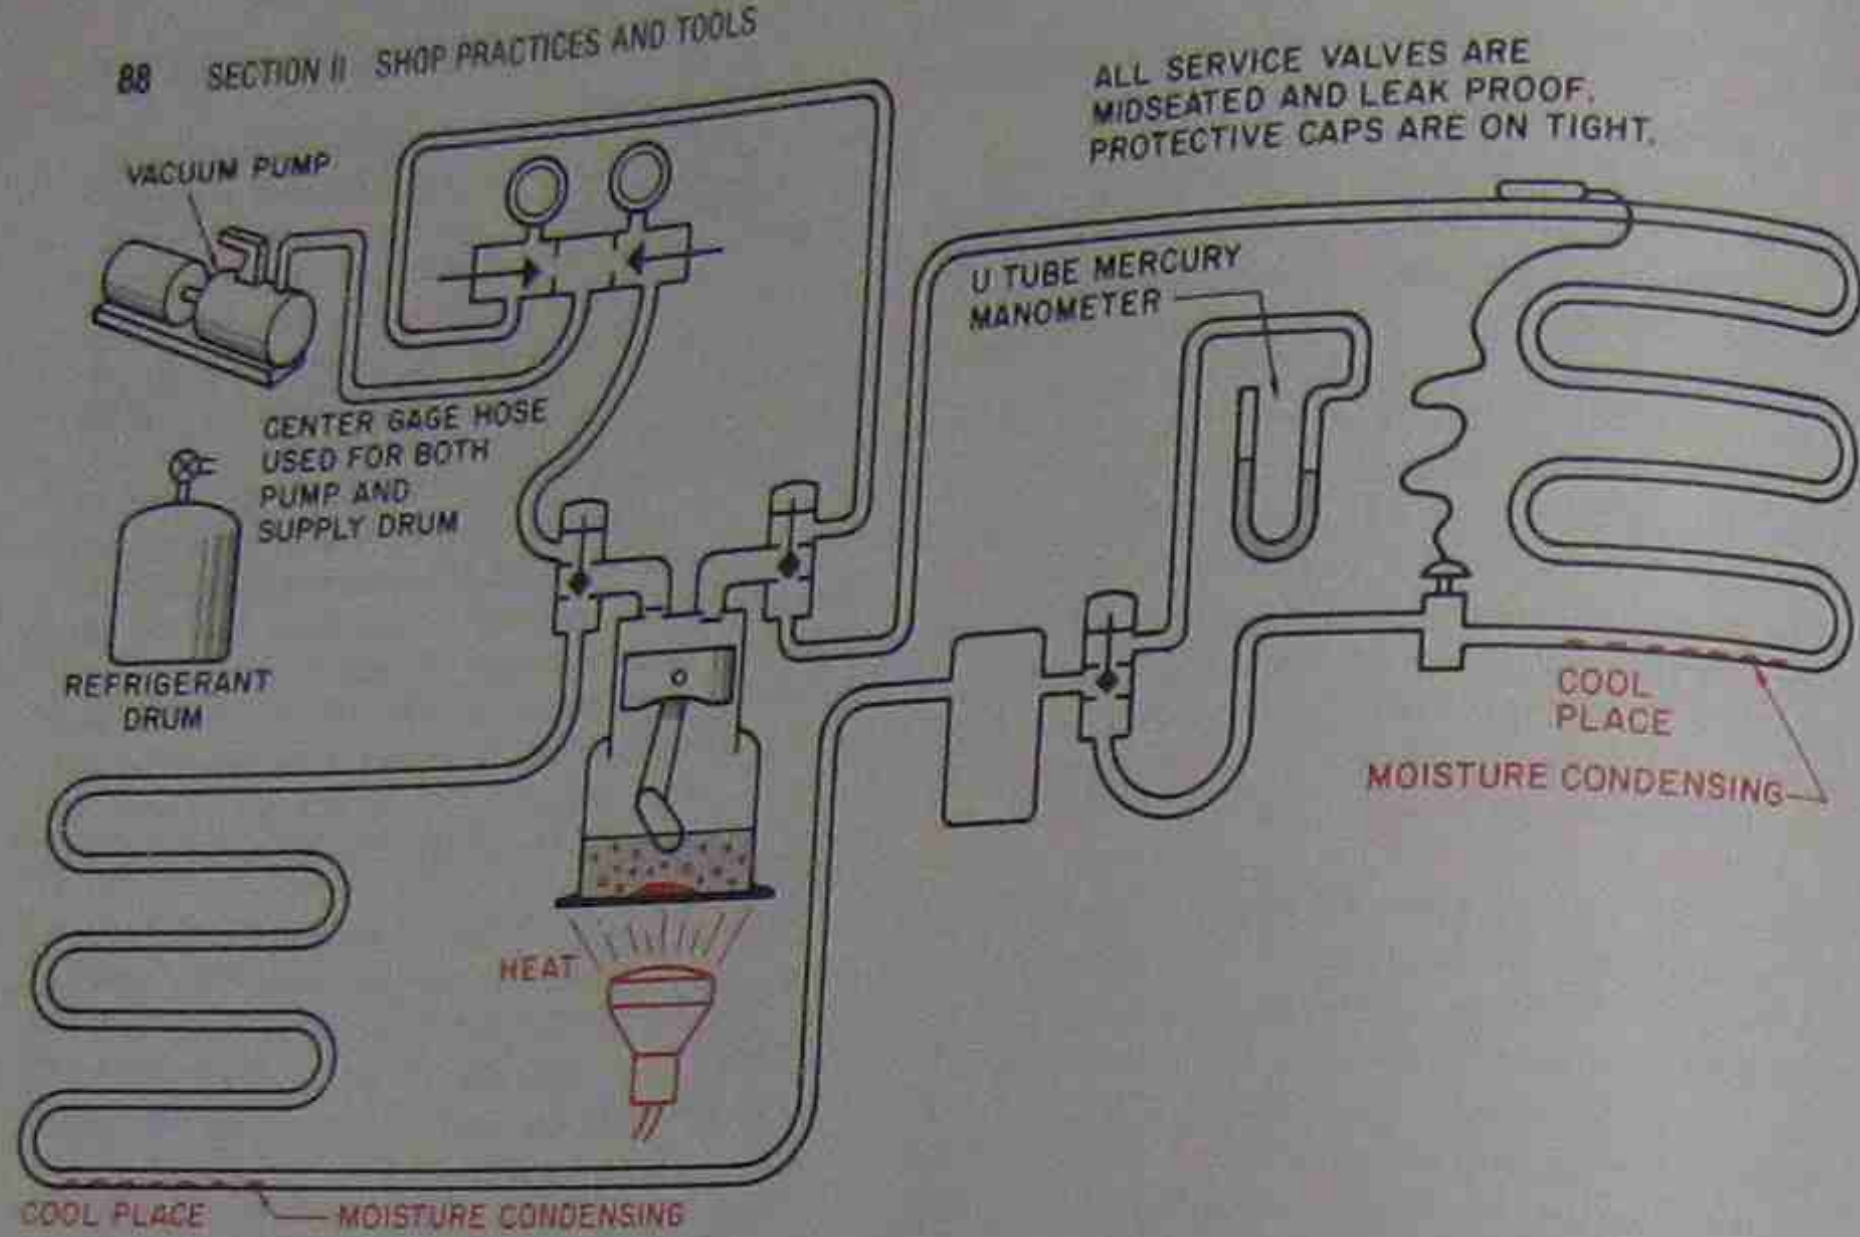 88 SECTION II SHOP PRACTICES AND TOOLS
ALL SERVICE VALVES ARE
MIDSEATED AND LEAK PROOF.
PROTECTIVE CAPS ARE ON TIGHT.
VACUUM PUMP
U TUBE MERCURY
MANOMETER
CENTER GAGE HOSE
USED FOR BOTH
PUMP AND
SUPPLY DRUM
REFRIGERANT
DRUM
COOL
PLACE
MOISTURE CONDENSING
HEAT
COOL PLACE
MOISTURE CONDENSING